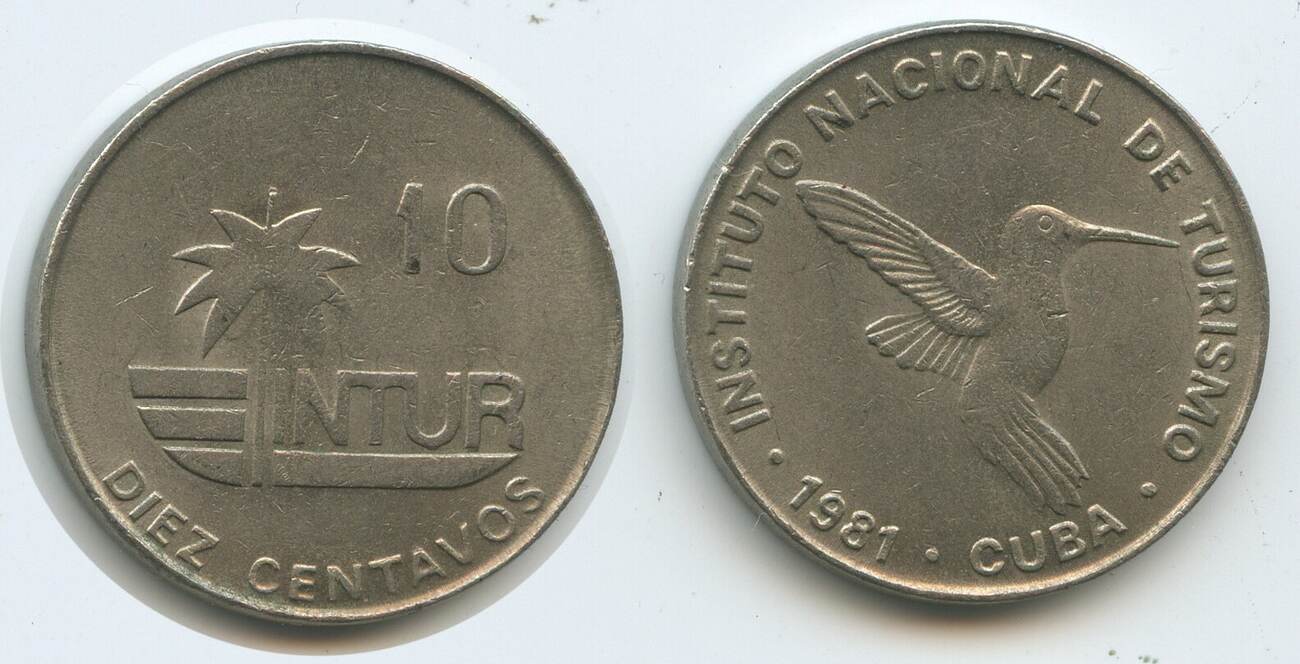 10
INTUR
DIEZ CENTAVOS
INSTITUTO NACIONAL DE TURISMO
· 1981 · CUBA ·